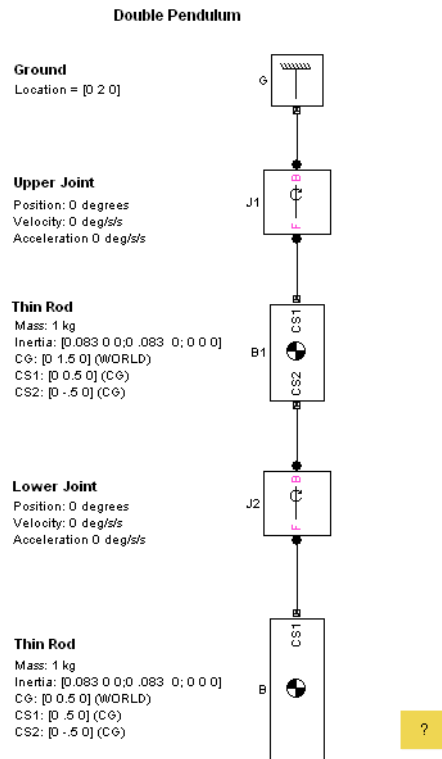 Double Pendulum
Ground
Location = [0 2 0]
G
Upper Joint
Position: 0 degrees
Velocity: 0 deg/s/s
Acceleration 0 deg/s/s
J1
B
F
Thin Rod
Mass: 1 kg
Inertia: [0.083 0 0;0 .083 0; 0 0 0]
CG: [0 1.5 0] (WORLD)
CS1: [0 0.5 0] (CG)
CS2: [0 -.5 0] (CG)
B1
CS1
CS2
Lower Joint
Position: 0 degrees
Velocity: 0 deg/s/s
Acceleration 0 deg/s/s
J2
B
F
Thin Rod
Mass: 1 kg
Inertia: [0.083 0 0;0 .083 0; 0 0 0]
CG: [0 0.5 0] (WORLD)
CS1: [0 .5 0] (CG)
CS2: [0 -.5 0] (CG)
B
CS1
?